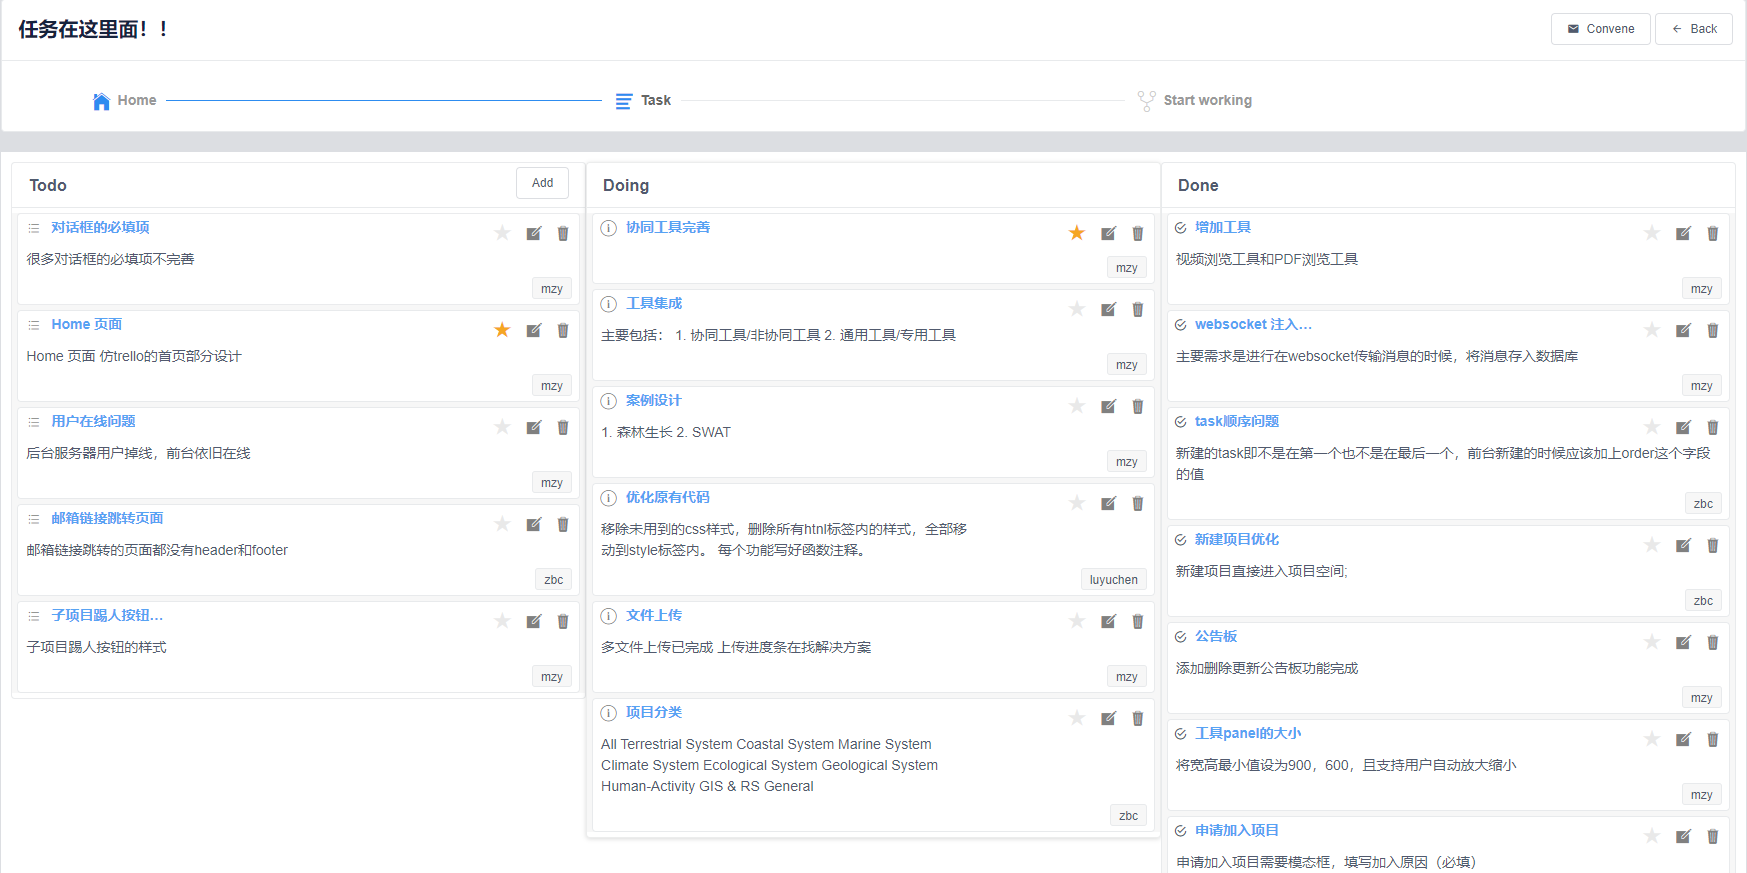 任务在这里面！！
Convene
Back
Home
Task
Start working
Todo
Add
对话框的必填项
很多对话框的必填项不完善
mzy
Home 页面
Home 页面 仿trello的首页部分设计
mzy
用户在线问题
后台服务器用户掉线，前台依旧在线
mzy
邮箱链接跳转页面
邮箱链接跳转的页面都没有header和footer
zbc
子项目踢人按钮...
子项目踢人按钮的样式
mzy
Doing
协同工具完善
mzy
工具集成
主要包括： 1. 协同工具/非协同工具 2. 通用工具/专用工具
mzy
案例设计
1. 森林生长 2. SWAT
mzy
优化原有代码
移除未用到的css样式，删除所有htnl标签内的样式，全部移
动到style标签内。 每个功能写好函数注释。
luyuchen
文件上传
多文件上传已完成 上传进度条在找解决方案
mzy
项目分类
All Terrestrial System Coastal System Marine System
Climate System Ecological System Geological System
Human-Activity GIS & RS General
zbc
Done
增加工具
视频浏览工具和PDF浏览工具
mzy
websocket 注入...
主要需求是进行在websocket传输消息的时候，将消息存入数据库
mzy
task顺序问题
新建的task即不是在第一个也不是在最后一个，前台新建的时候应该加上order这个字段
的值
zbc
新建项目优化
新建项目直接进入项目空间;
zbc
公告板
添加删除更新公告板功能完成
mzy
工具panel的大小
将宽高最小值设为900，600，且支持用户自动放大缩小
mzy
申请加入项目
申请加入项目需要模态框，填写加入原因（必填）